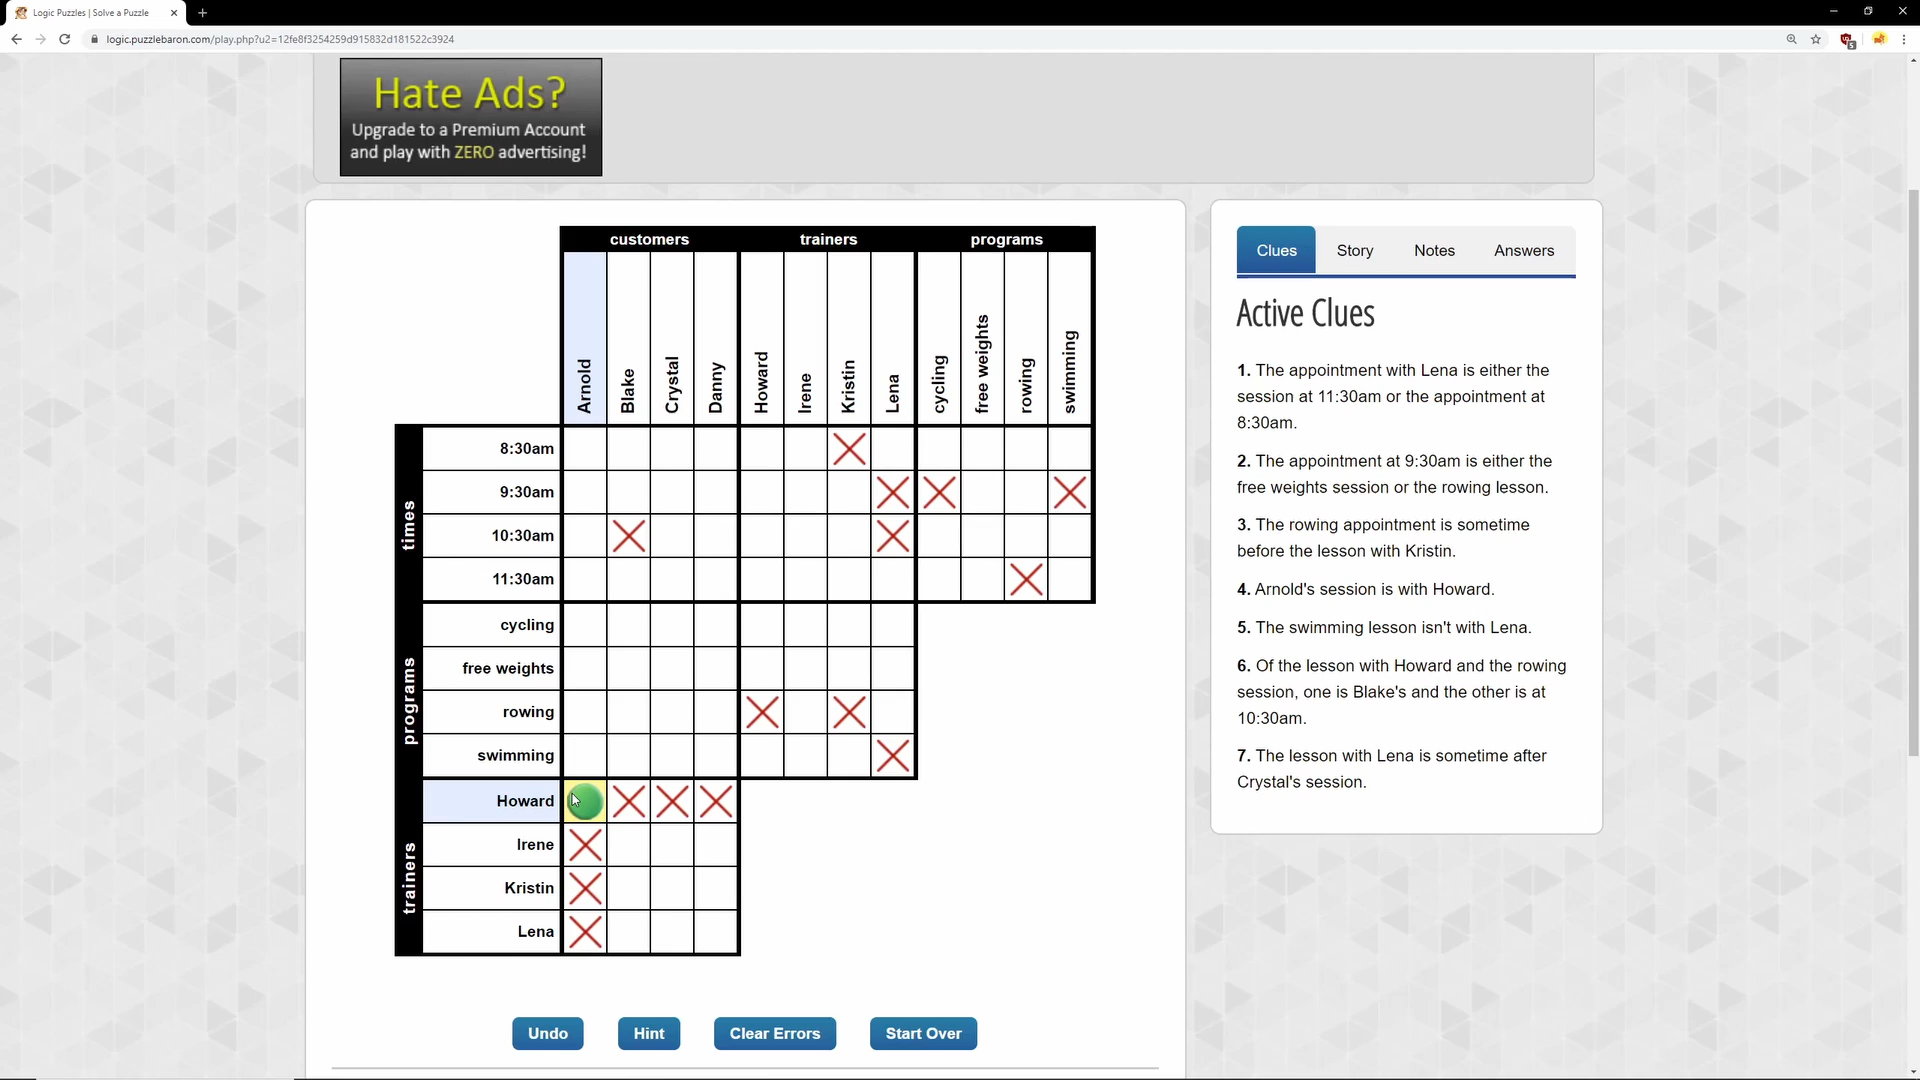 Logic Puzzles | Solve a Puzzle
logic.puzzlebaron.com/play.php?u2=12fe8f3254259d915832d181522c3924
5
Hate Ads?
Upgrade to a Premium Account
and play with ZERO advertising!
customers
trainers
programs
Arnold
Blake
Crystal
Danny
Howard
Irene
Kristin
Lena
cycling
free weights
rowing
swimming
times
8:30am
9:30am
10:30am
11:30am
programs
cycling
free weights
rowing
swimming
trainers
Howard
Irene
Kristin
Lena
Undo
Hint
Clear Errors
Start Over
Clues
Story
Notes
Answers
Active Clues
1. The appointment with Lena is either the
session at 11:30am or the appointment at
8:30am.
2. The appointment at 9:30am is either the
free weights session or the rowing lesson.
3. The rowing appointment is sometime
before the lesson with Kristin.
4. Arnold's session is with Howard.
5. The swimming lesson isn't with Lena.
6. Of the lesson with Howard and the rowing
session, one is Blake's and the other is at
10:30am.
7. The lesson with Lena is sometime after
Crystal's session.